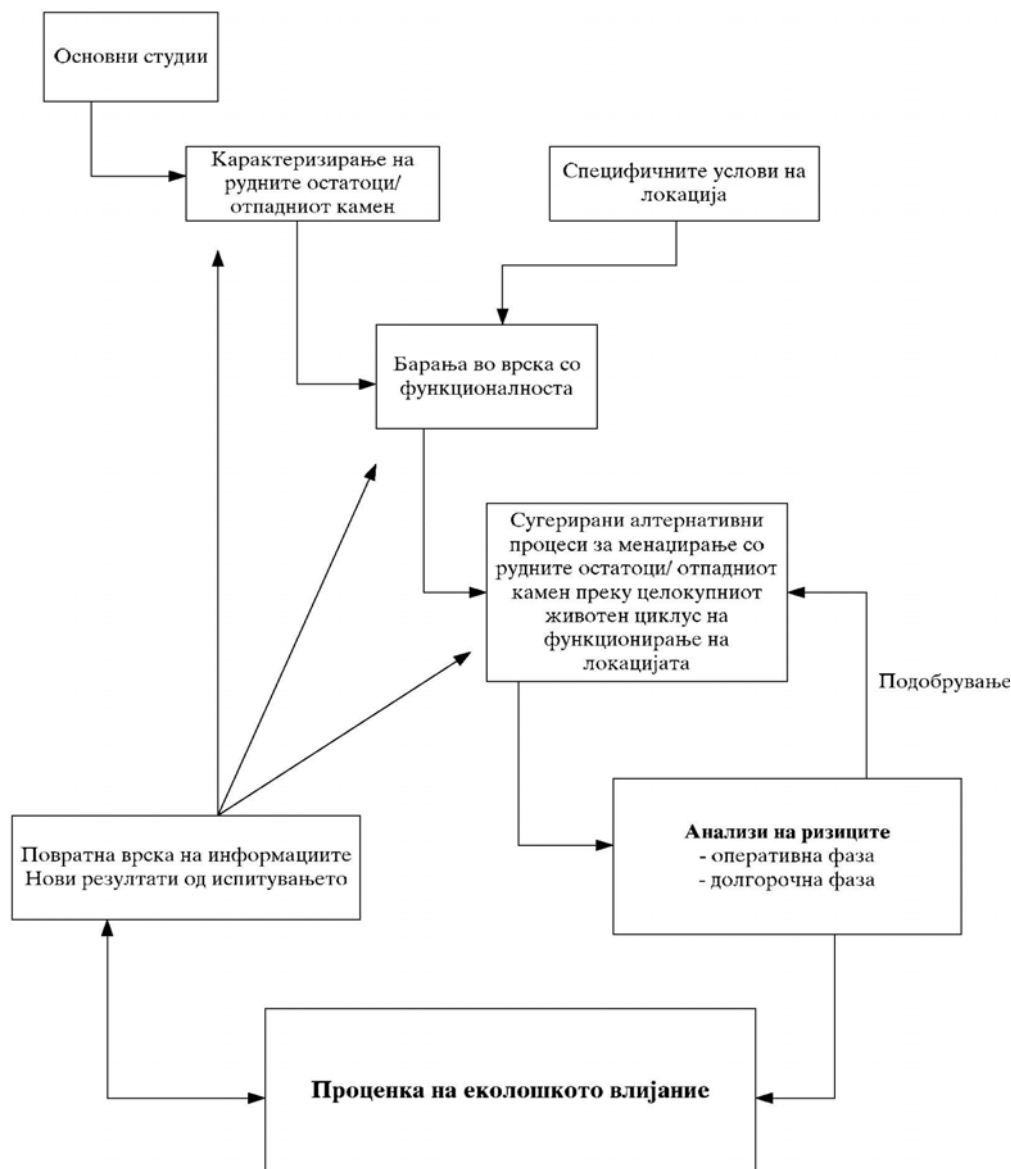 Основни студии
Карактеризирање на
рудните остатоци/
отпадниот камен
Специфичните услови на
локација
Барања во врска со
функционалноста
Сугерирани алтернативни
процеси за менаџирање со
рудните остатоци/ отпадниот
камен преку целокупниот
животен циклус на
функционирање на
локацијата
Подобрување
Анализи на ризиците
- оперативна фаза
- долгорочна фаза
Повратна врска на информациите
Нови резултати од испитувањето
Проценка на еколошкото влијание